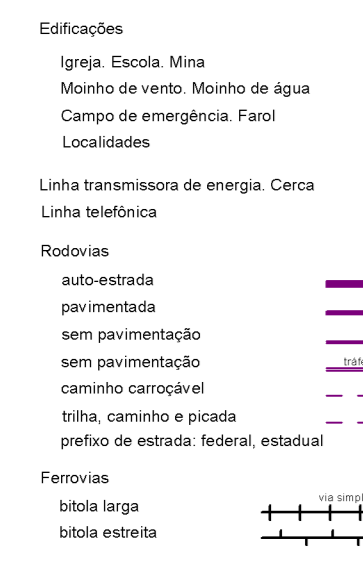 Edificações
Igreja. Escola. Mina
Moinho de vento. Moinho de água
Campo de emergência. Farol
Localidades
Linha transmissora de energia. Cerca
Linha telefônica
Rodovias
auto-estrada
pavimentada
sem pavimentação
sem pavimentação
caminho carroçável
trilha, caminho e picada
prefixo de estrada: federal, estadual
Ferrovias
via
bitola larga
bitola estreita